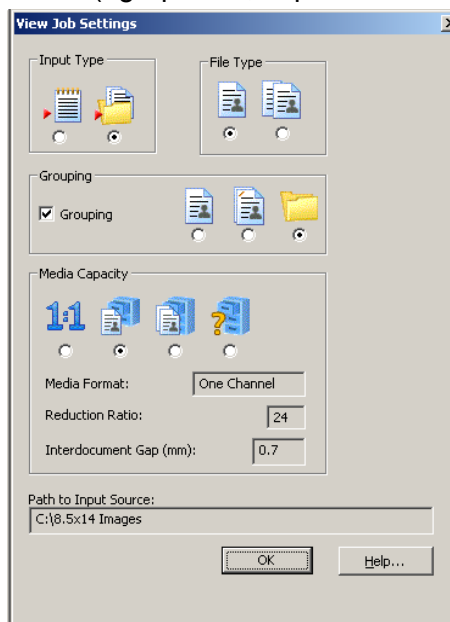 View Job Settings
Input Type
File Type
Grouping
Grouping
Media Capacity
1:1
?
Media Format: One Channel
Reduction Ratio: 24
Interdocument Gap (mm): 0.7
Path to Input Source:
C:\8.5x14 Images
OK Help...